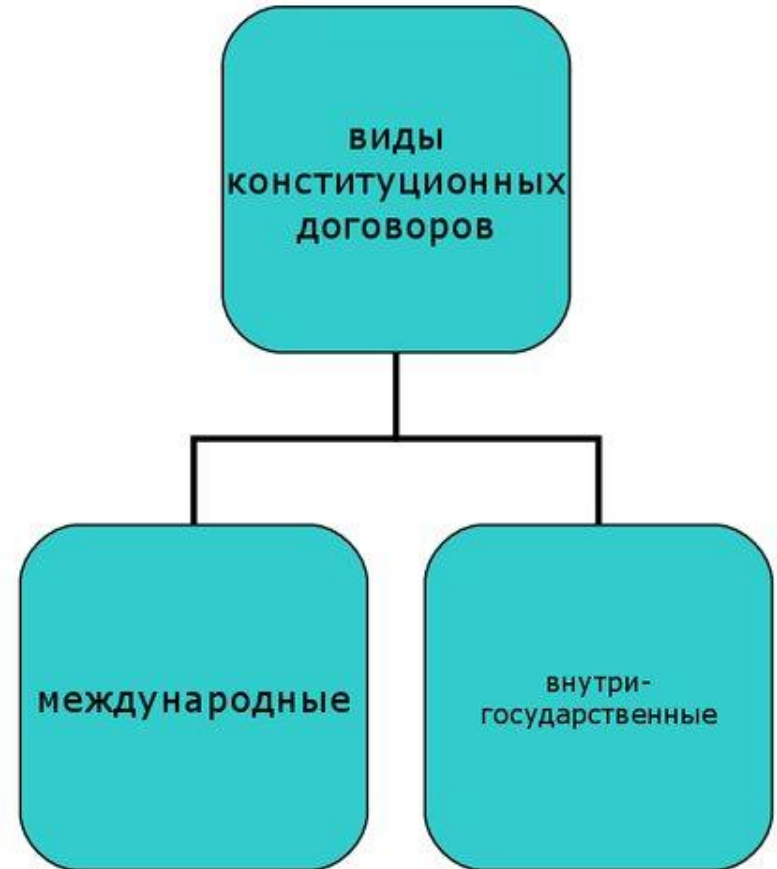 виды
конституционных
договоров
международные
внутри-
государственные